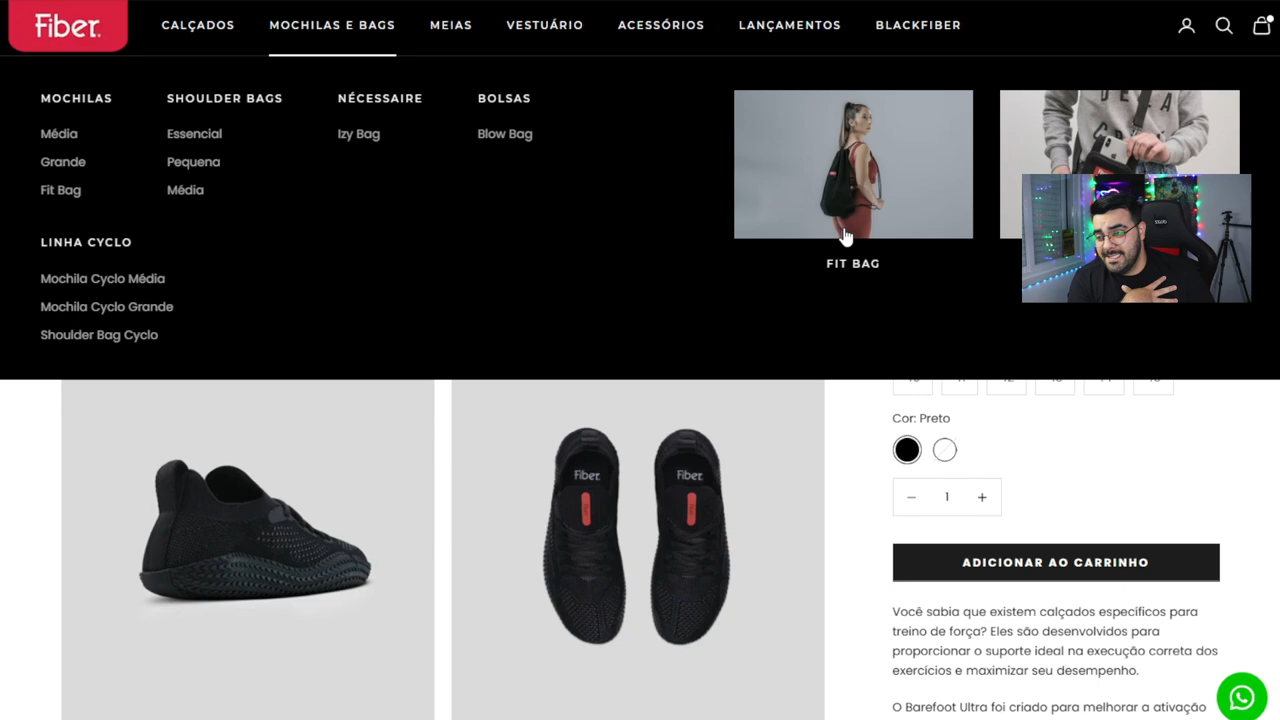 Fiber.
CALÇADOS
MOCHILAS E BAGS
MEIAS
VESTUÁRIO
ACESSÓRIOS
LANÇAMENTOS
BLACKFIBER
MOCHILAS
Média
Grande
Fit Bag
SHOULDER BAGS
Essencial
Pequena
Média
NÉCESSAIRE
Izy Bag
BOLSAS
Blow Bag
LINHA CYCLO
Mochila Cyclo Média
Mochila Cyclo Grande
Shoulder Bag Cyclo
FIT BAG
Fiber.
Fiber.
Cor: Preto
− 1 +
ADICIONAR AO CARRINHO
Você sabia que existem calçados específicos para
treino de força? Eles são desenvolvidos para
proporcionar o suporte ideal na execução correta dos
exercícios e maximizar seu desempenho.
O Barefoot Ultra foi criado para melhorar a ativação